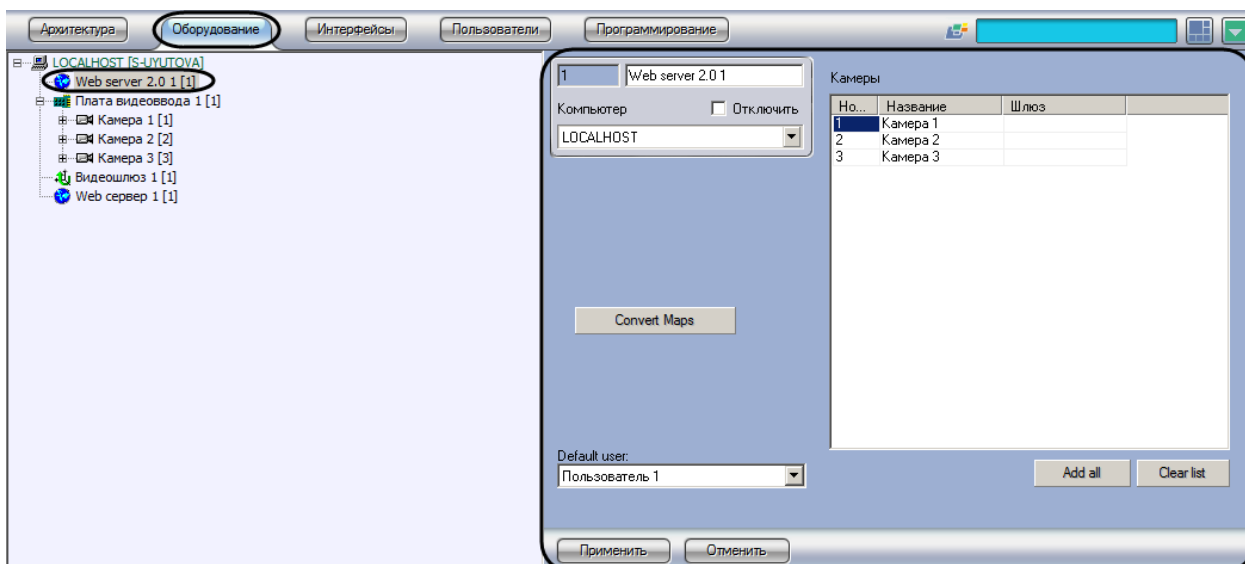 Архитектура Оборудование Интерфейсы Пользователи Программирование
LOCALHOST [S-UYUTOVA]
Web server 2.0 1 [1]
Плата видеоввода 1 [1]
Камера 1 [1]
Камера 2 [2]
Камера 3 [3]
Видеошлюз 1 [1]
Web сервер 1 [1]
1 Web server 2.0 1
Компьютер Отключить
LOCALHOST
Convert Maps
Default user:
Пользователь 1
Камеры
Но... Название Шлюз
1 Камера 1
2 Камера 2
3 Камера 3
Add all Clear list
Применить Отменить